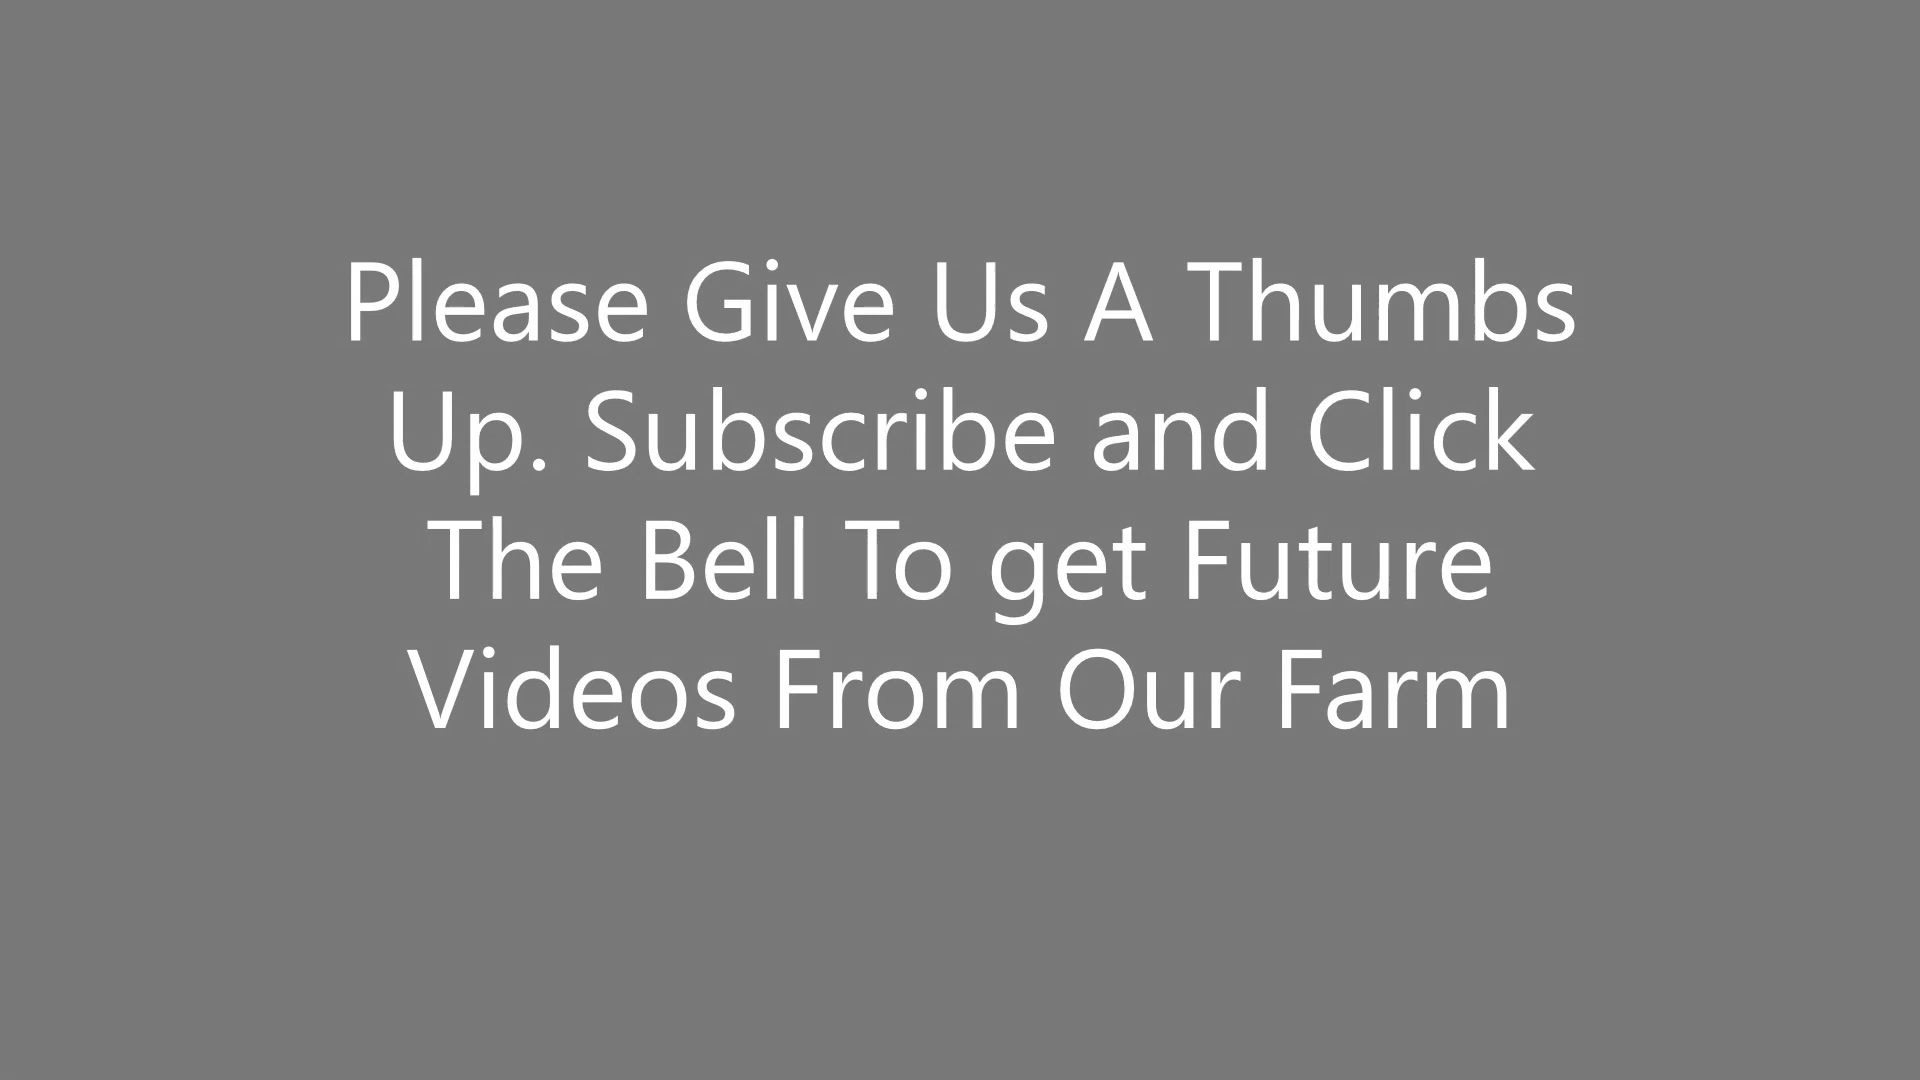 Please Give Us A Thumbs
Up. Subscribe and Click
The Bell To get Future
Videos From Our Farm